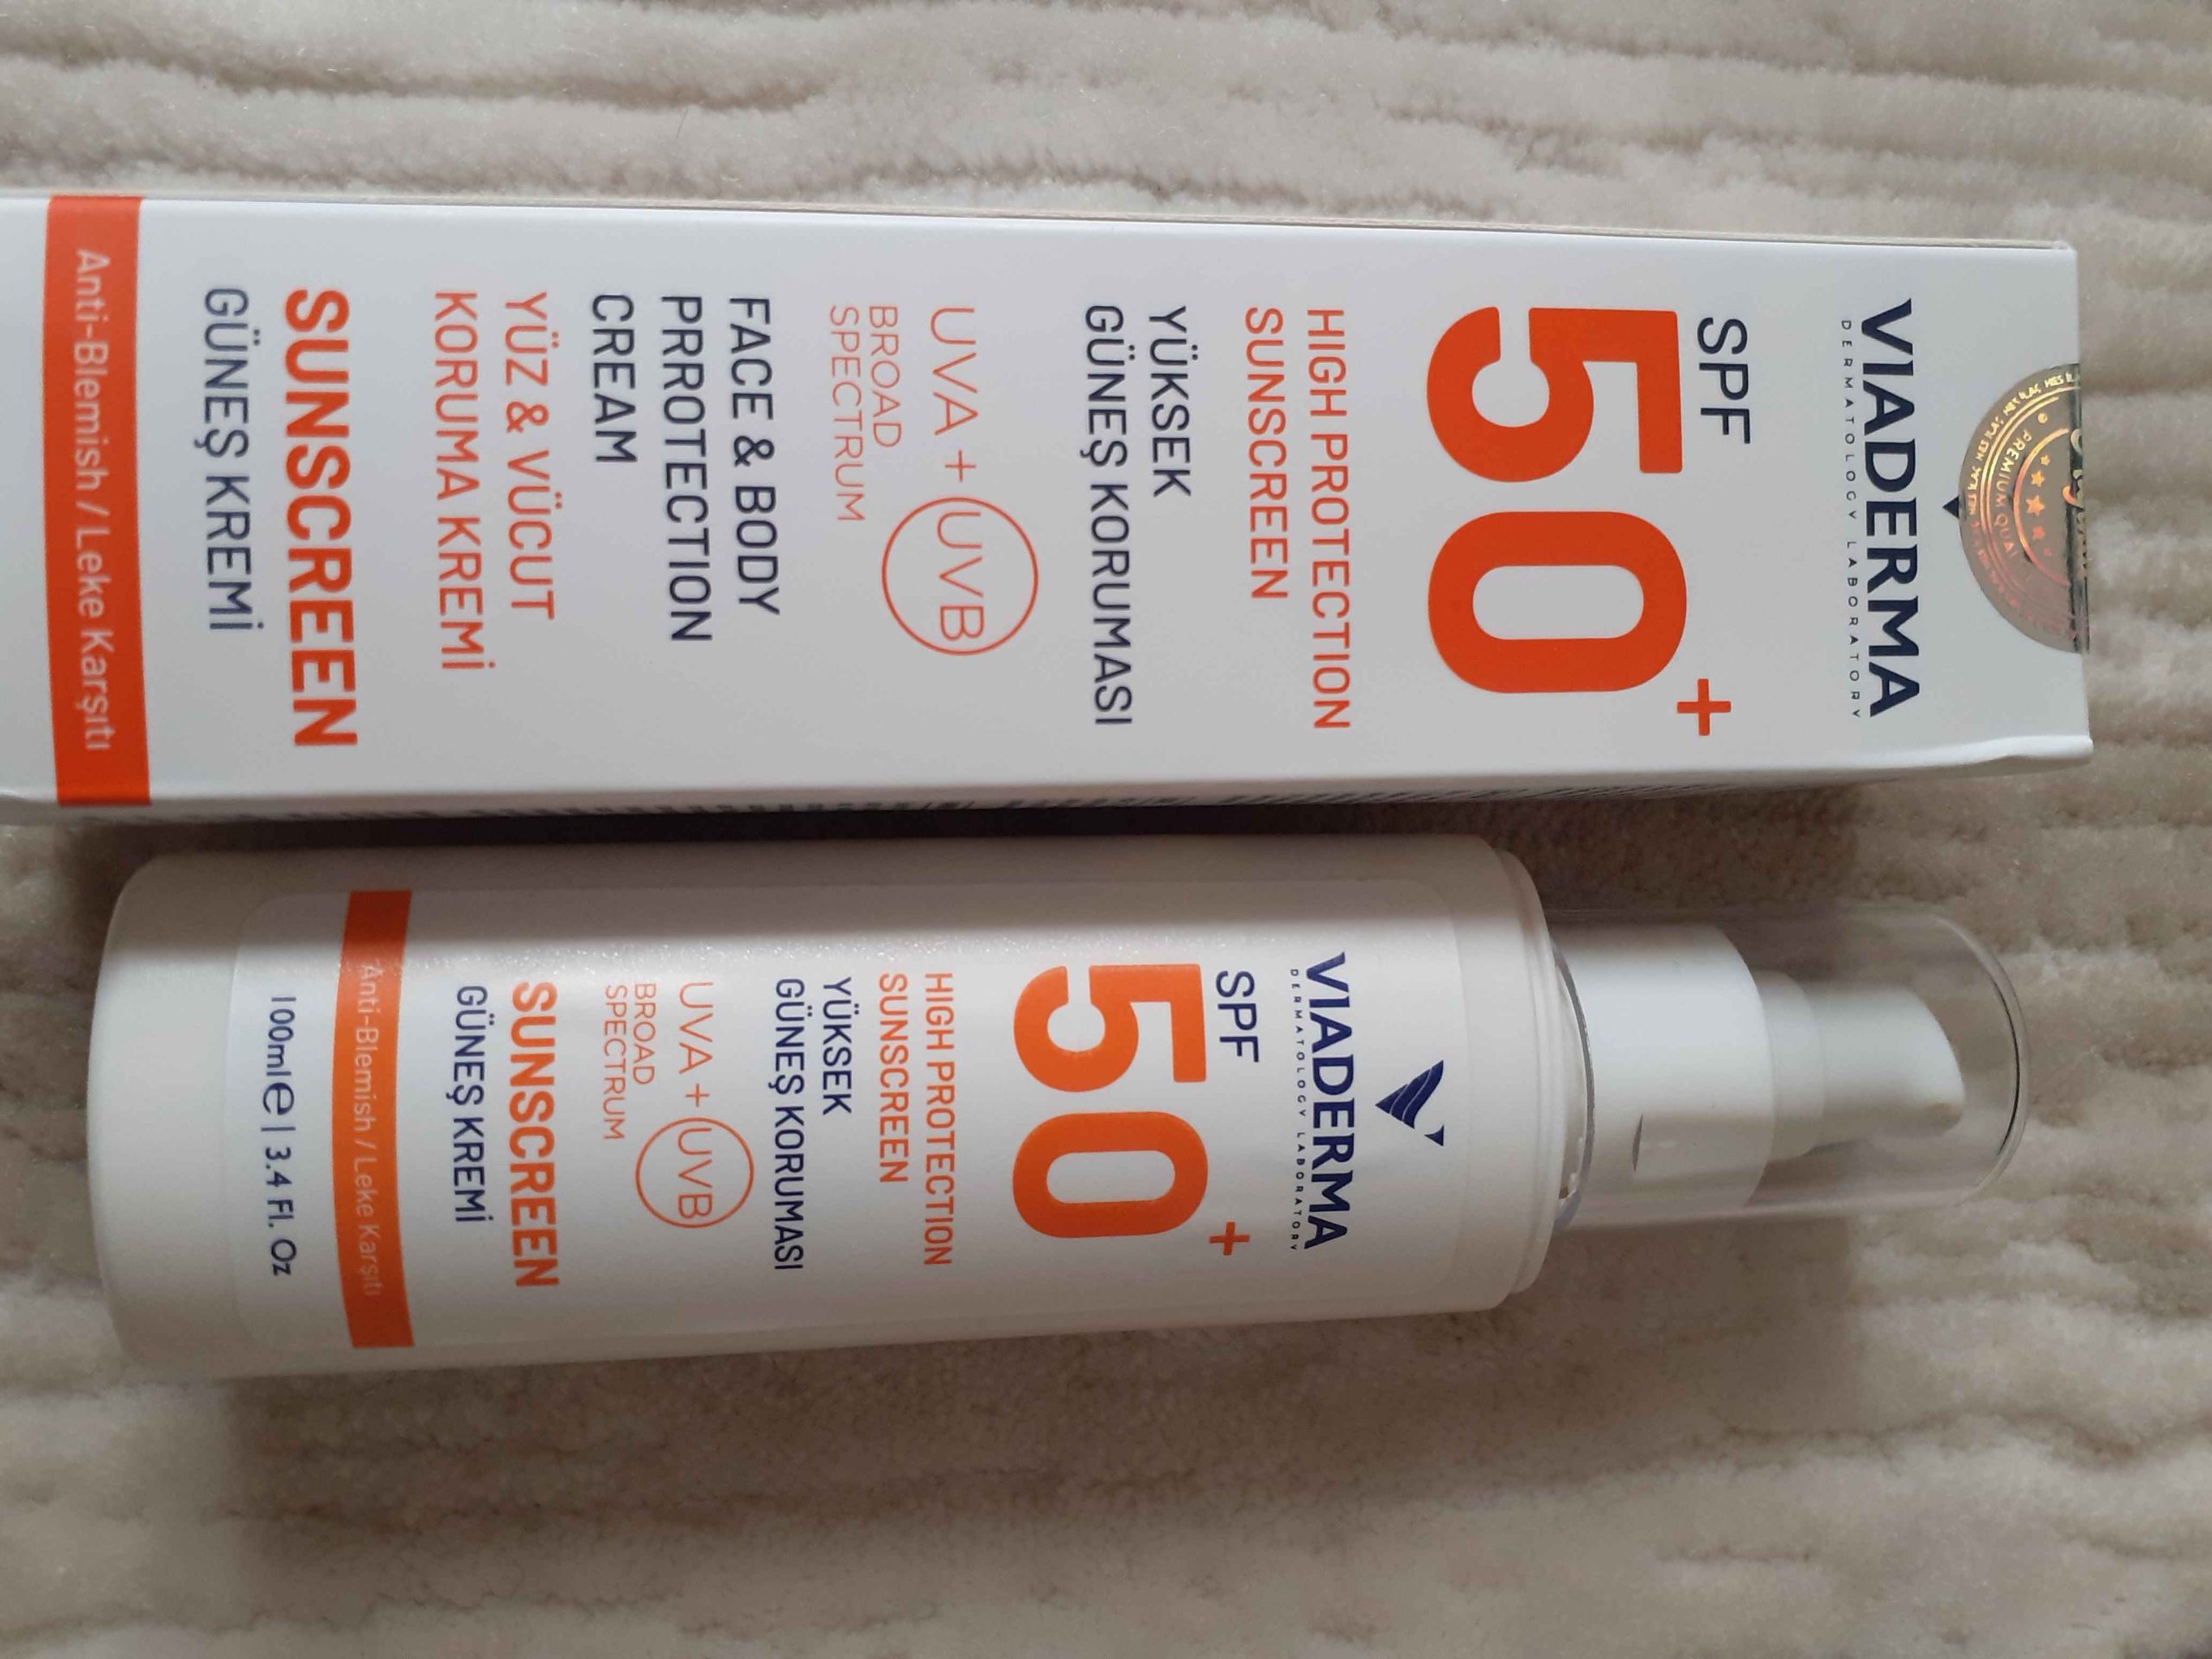 VIADERMA
DERMATOLOGY LABORATORY
SPF
50+
HIGH PROTECTION
SUNSCREEN
YÜKSEK
GÜNEŞ KORUMASI
UVA + UVB
BROAD
SPECTRUM
FACE & BODY
PRROTECTION
CREAM
YÜZ & VÜCUT
KORUMA KREMİ
SUNSCREEN
GÜNEŞ KREMİ
Anti-Blemish / Leke Karşıtı
PREMIUM
VIADERMA
DERMATOLOGY LABORATORY
SPF
50+
HIGH PROTECTION
SUNSCREEN
YÜKSEK
GÜNEŞ KORUMASI
UVA + UVB
BROAD
SPECTRUM
SUNSCREEN
GÜNEŞ KREMİ
Anti-Blemish / Leke Karşıtı
100ml e | 3.4 Fl. Oz